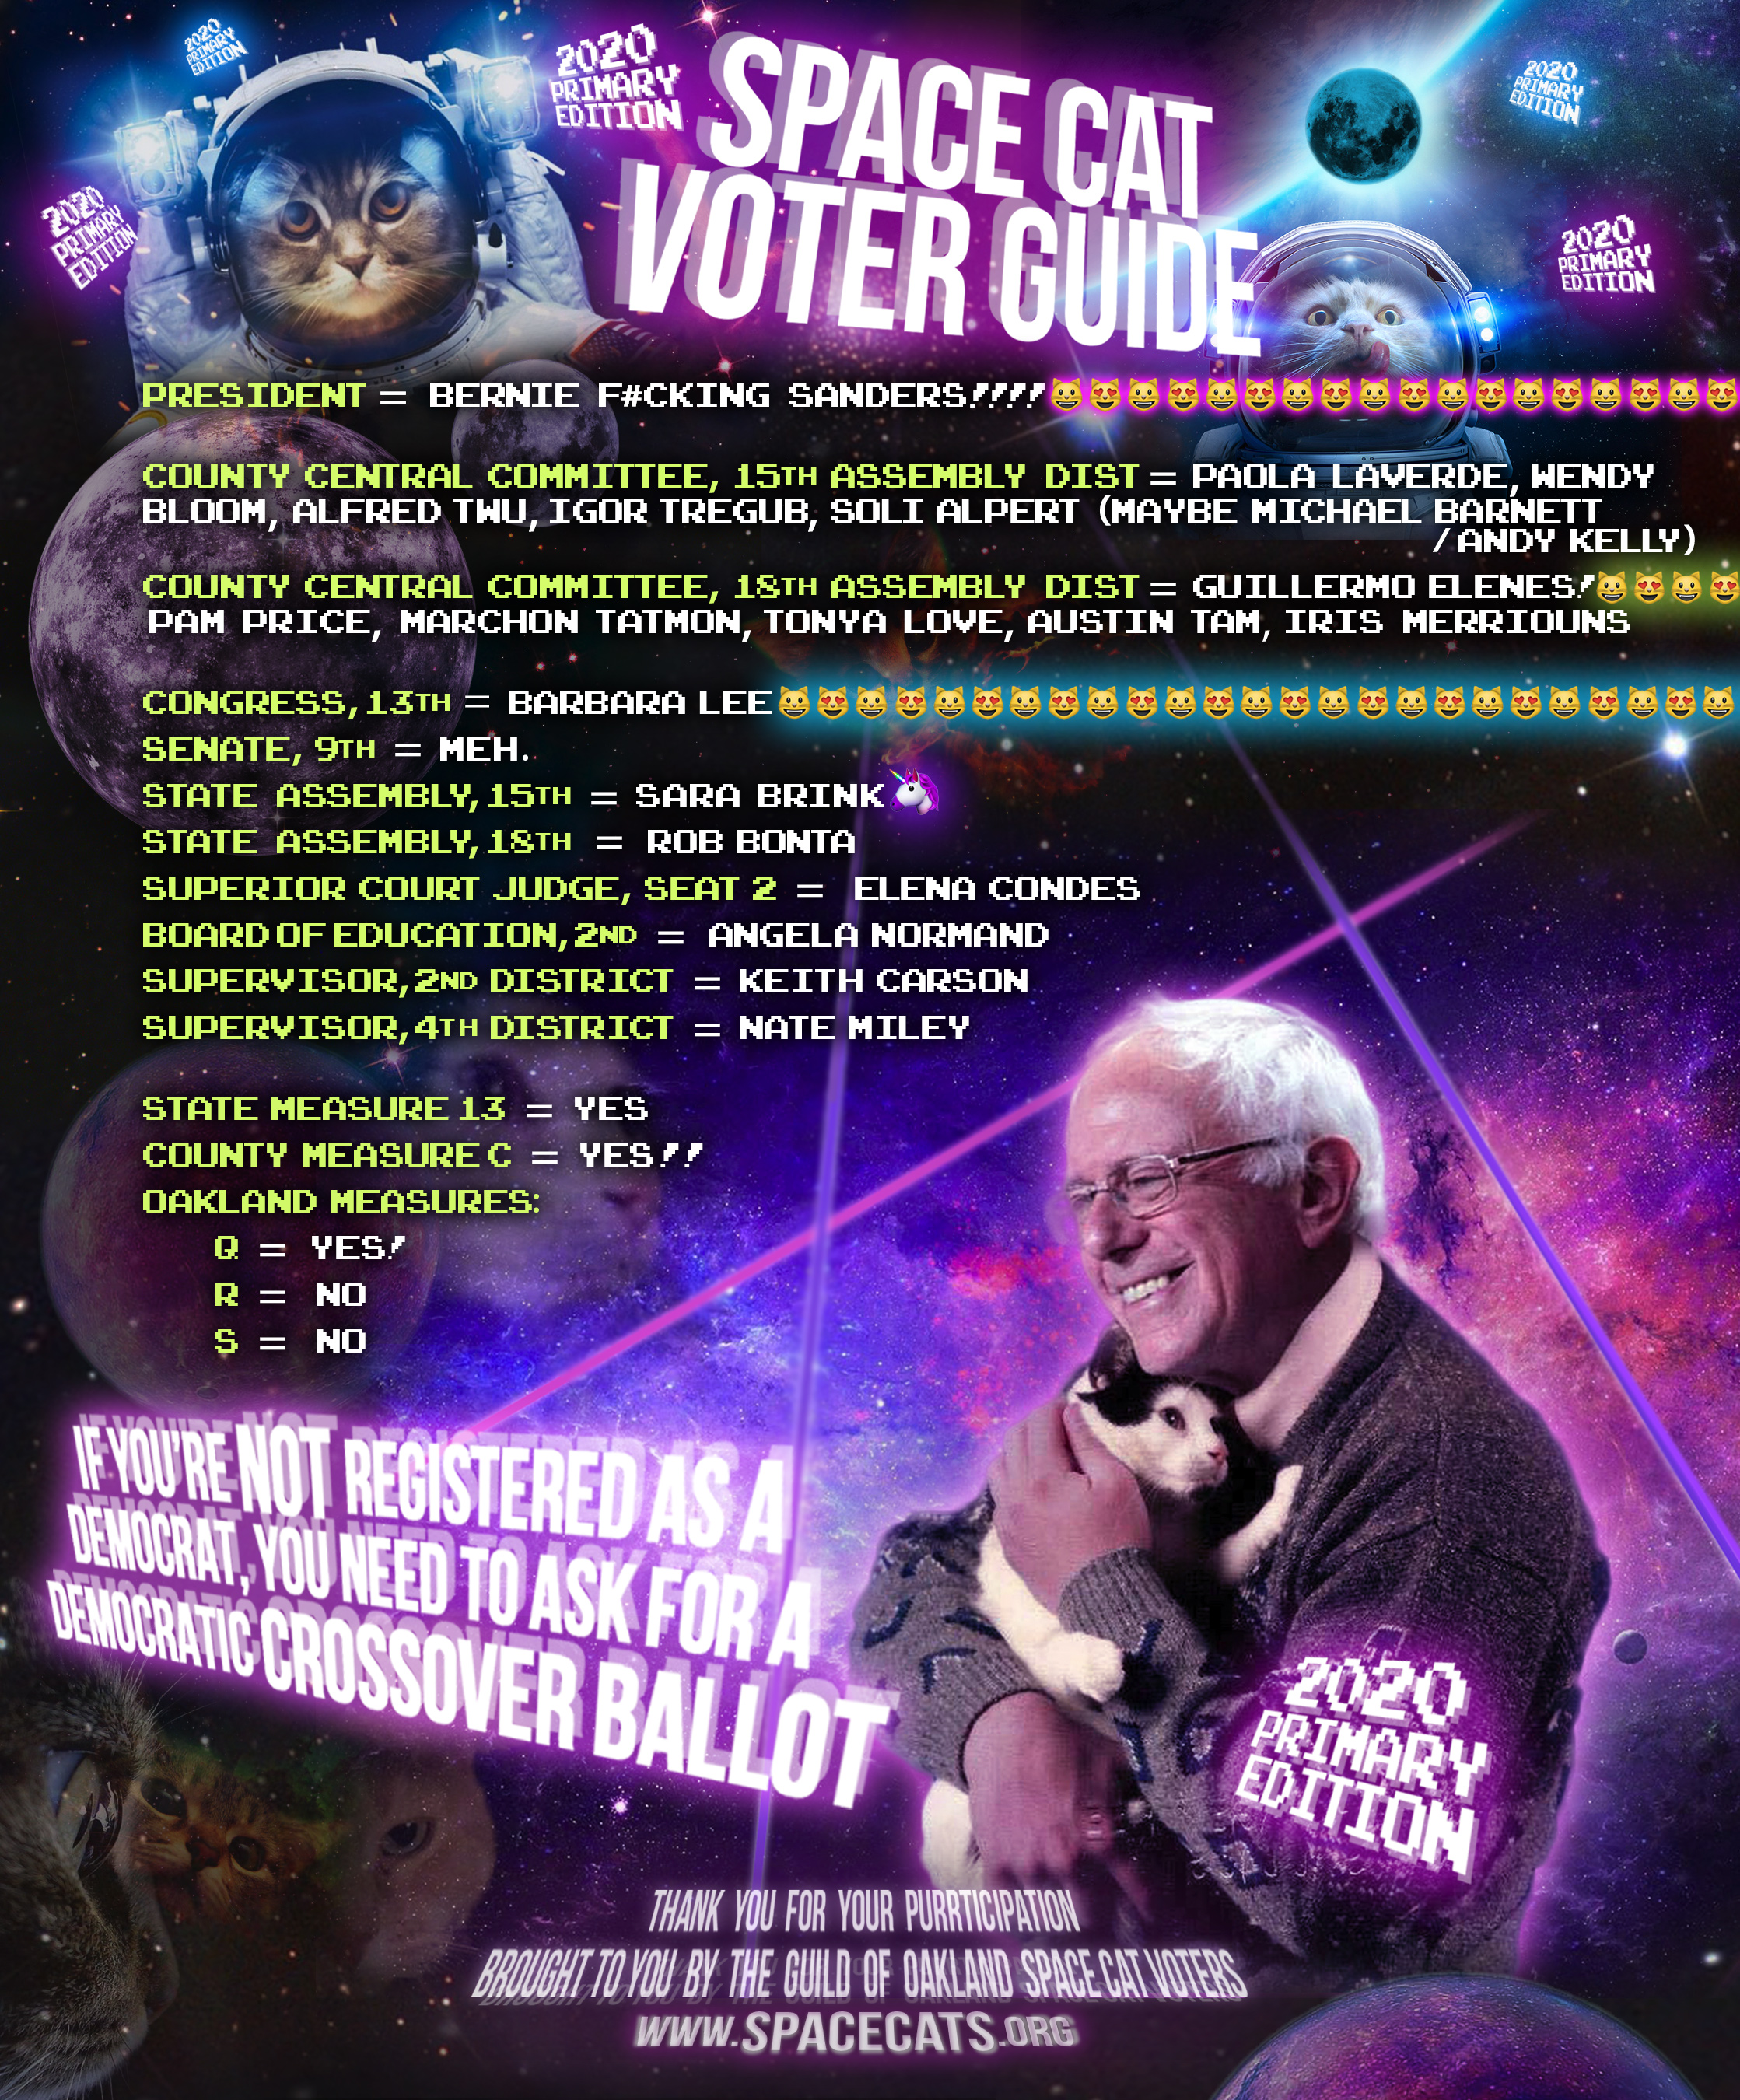 2020
PRIMARY
EDITION
2020
PRIMARY
EDITION
2020
PRIMARY
EDITION
SPACE CAT
VOTER GUIDE
2020
PRIMARY
EDITION
2020
PRIMARY
EDITION
PRESIDENT = BERNIE F#CKING SANDERS!!!!😺😻😺😻😺😻😺😻😺😻😺😻😺😻😺😻😺😻
COUNTY CENTRAL COMMITTEE, 15TH ASSEMBLY DIST = PAOLA LAVERDE, WENDY
BLOOM, ALFRED TWU, IGOR TREGUB, SOLI ALPERT (MAYBE MICHAEL BARNETT
/ANDY KELLY)
COUNTY CENTRAL COMMITTEE, 18TH ASSEMBLY DIST = GUILLERMO ELENES!😺😻😺😻
PAM PRICE, MARCHON TATMON, TONYA LOVE, AUSTIN TAM, IRIS MERRIOUNS
CONGRESS, 13TH = BARBARA LEE😺😻😺😻😺😻😺😻😺😻😺😻😺😻😺😻😺😻😺😻😺😻😺😻😺
SENATE, 9TH = MEH.
STATE ASSEMBLY, 15TH = SARA BRINK🦄
STATE ASSEMBLY, 18TH = ROB BONTA
SUPERIOR COURT JUDGE, SEAT 2 = ELENA CONDES
BOARD OF EDUCATION, 2ND = ANGELA NORMAND
SUPERVISOR, 2ND DISTRICT = KEITH CARSON
SUPERVISOR, 4TH DISTRICT = NATE MILEY
STATE MEASURE 13 = YES
COUNTY MEASURE C = YES!!
OAKLAND MEASURES:
Q = YES!
R = NO
S = NO
IF YOU'RE NOT REGISTERED AS A
DEMOCRAT, YOU NEED TO ASK FOR A
DEMOCRATIC CROSSOVER BALLOT
2020
PRIMARY
EDITION
THANK YOU FOR YOUR PURRTICIPATION
BROUGHT TO YOU BY THE GUILD OF OAKLAND SPACE CAT VOTERS
WWW.SPACECATS.ORG